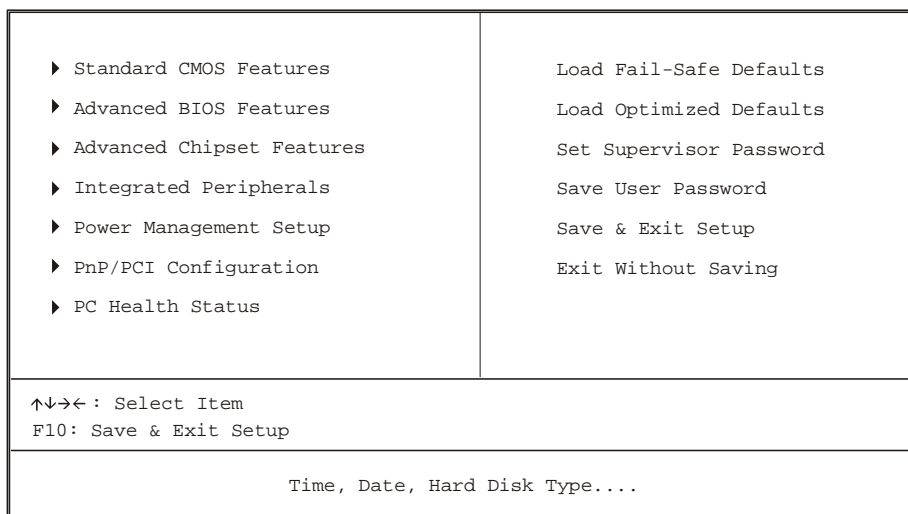 Standard CMOS Features
Advanced BIOS Features
Advanced Chipset Features
Integrated Peripherals
Power Management Setup
PnP/PCI Configuration
PC Health Status
Load Fail-Safe Defaults
Load Optimized Defaults
Set Supervisor Password
Save User Password
Save & Exit Setup
Exit Without Saving
↑↓→← : Select Item
F10: Save & Exit Setup
Time, Date, Hard Disk Type....